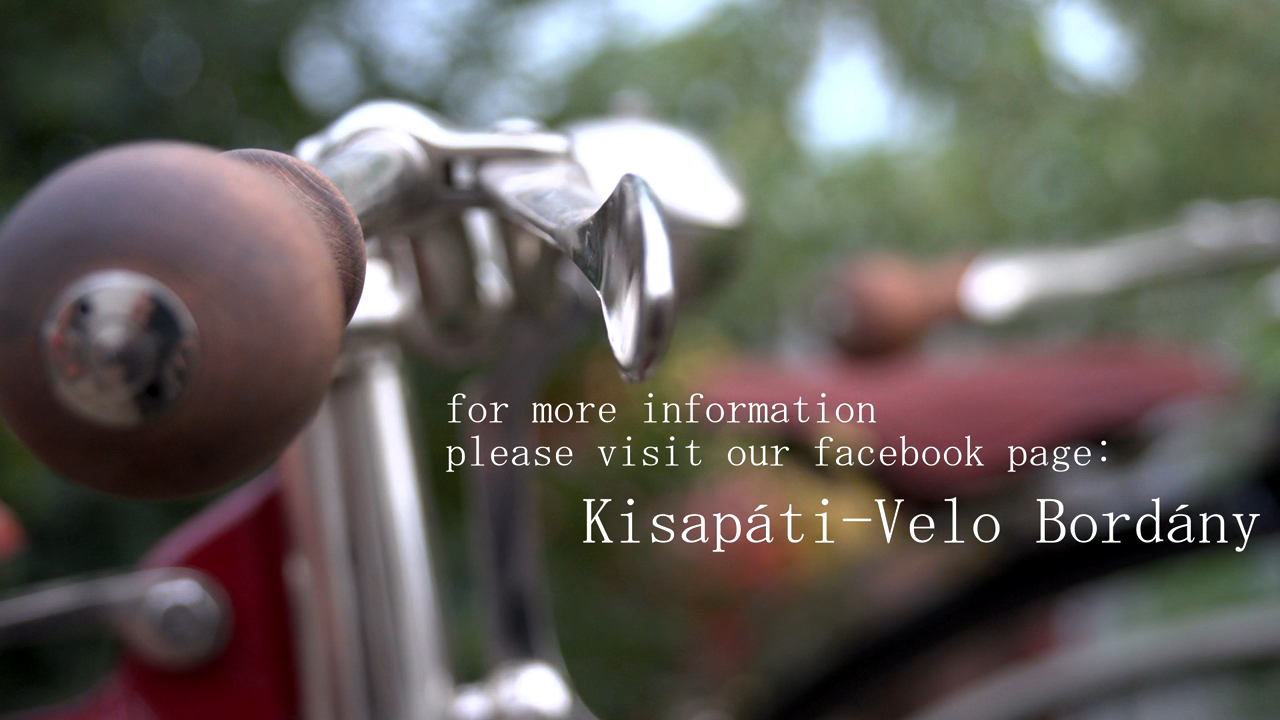 for more information
please visit our facebook page:
Kisapáti-Velo Bordány